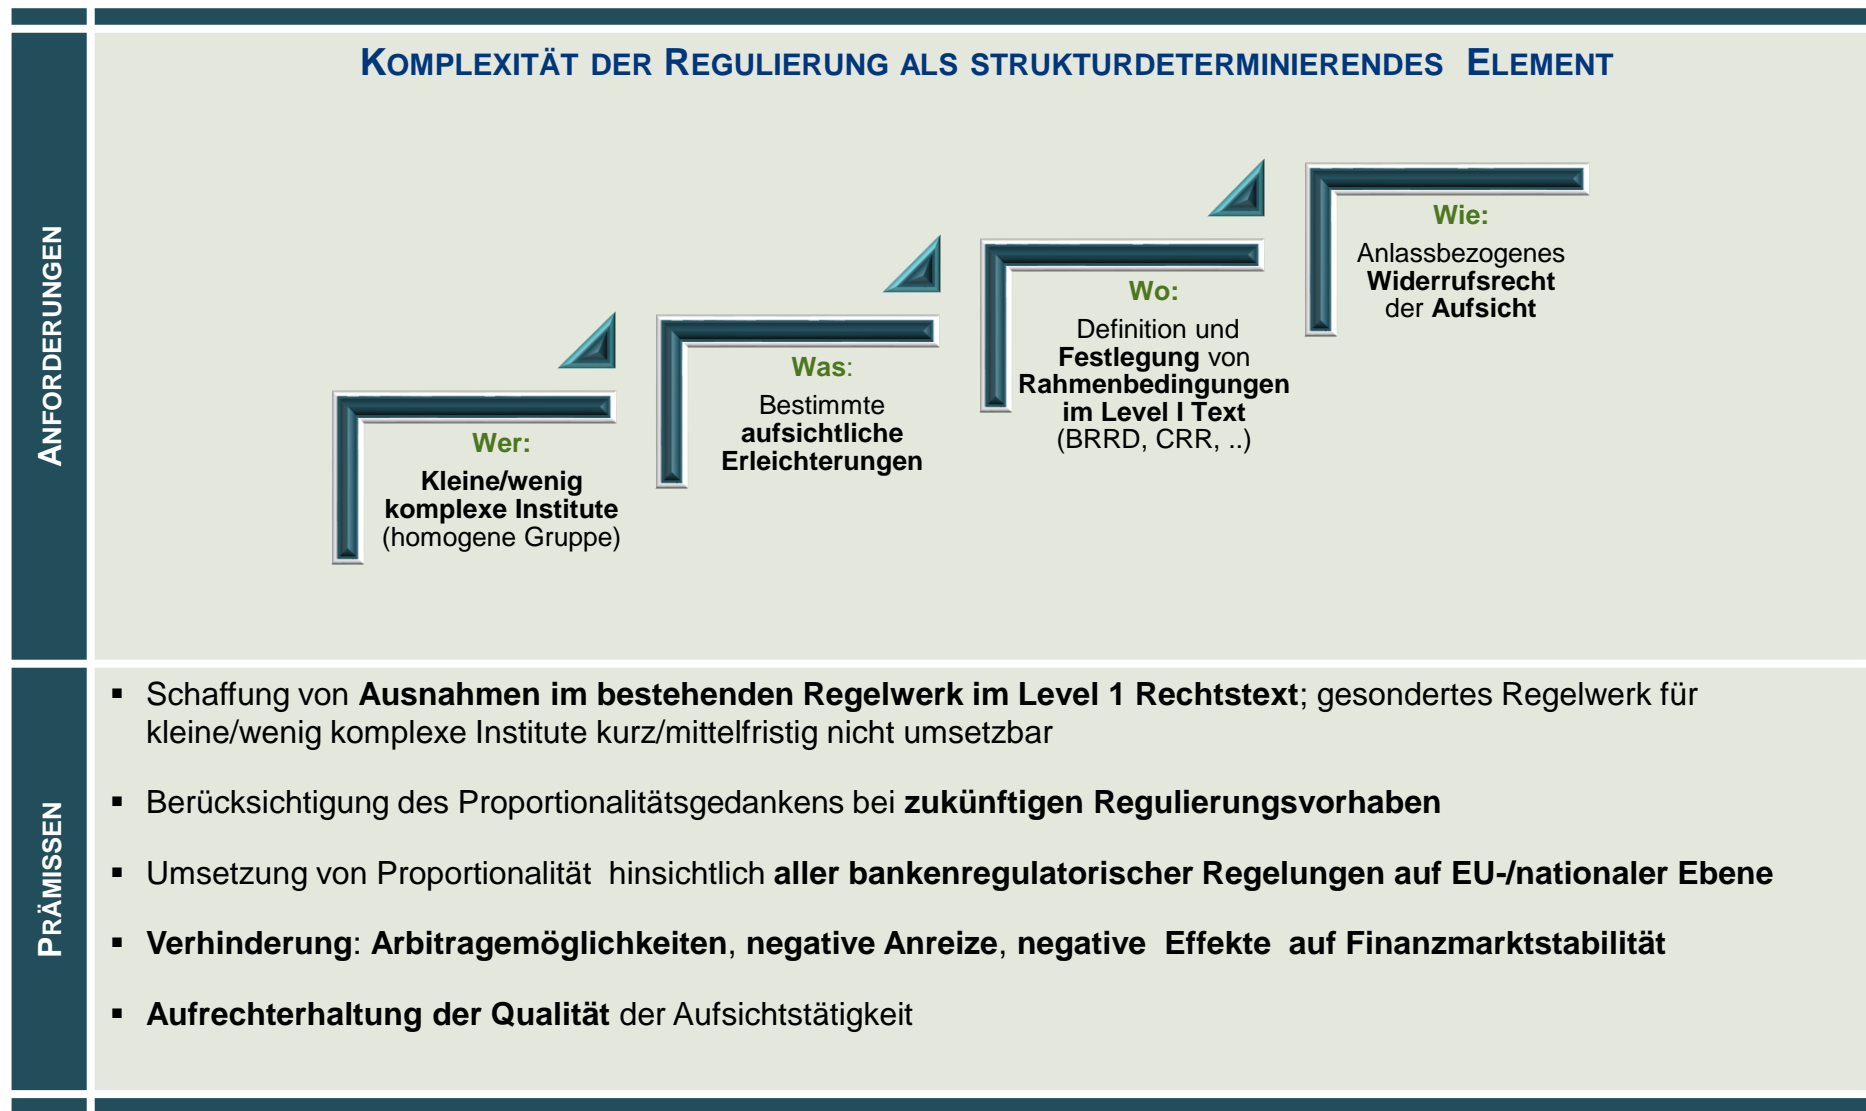 KOMPLEXITÄT DER REGULIERUNG ALS STRUKTURDETERMINIERENDES ELEMENT
ANFORDERUNGEN
Wer:
Kleine/wenig
komplexe Institute
(homogene Gruppe)
Was:
Bestimmte
aufsichtliche
Erleichterungen
Wo:
Definition und
Festlegung von
Rahmenbedingungen
im Level I Text
(BRRD, CRR, ..)
Wie:
Anlassbezogenes
Widerrufsrecht
der Aufsicht
PRÄMISSEN
▪ Schaffung von Ausnahmen im bestehenden Regelwerk im Level 1 Rechtstext; gesondertes Regelwerk für
kleine/wenig komplexe Institute kurz/mittelfristig nicht umsetzbar
▪ Berücksichtigung des Proportionalitätsgedankens bei zukünftigen Regulierungsvorhaben
▪ Umsetzung von Proportionalität hinsichtlich aller bankenregulatorischer Regelungen auf EU-/nationaler Ebene
▪ Verhinderung: Arbitragemöglichkeiten, negative Anreize, negative Effekte auf Finanzmarktstabilität
▪ Aufrechterhaltung der Qualität der Aufsichtstätigkeit